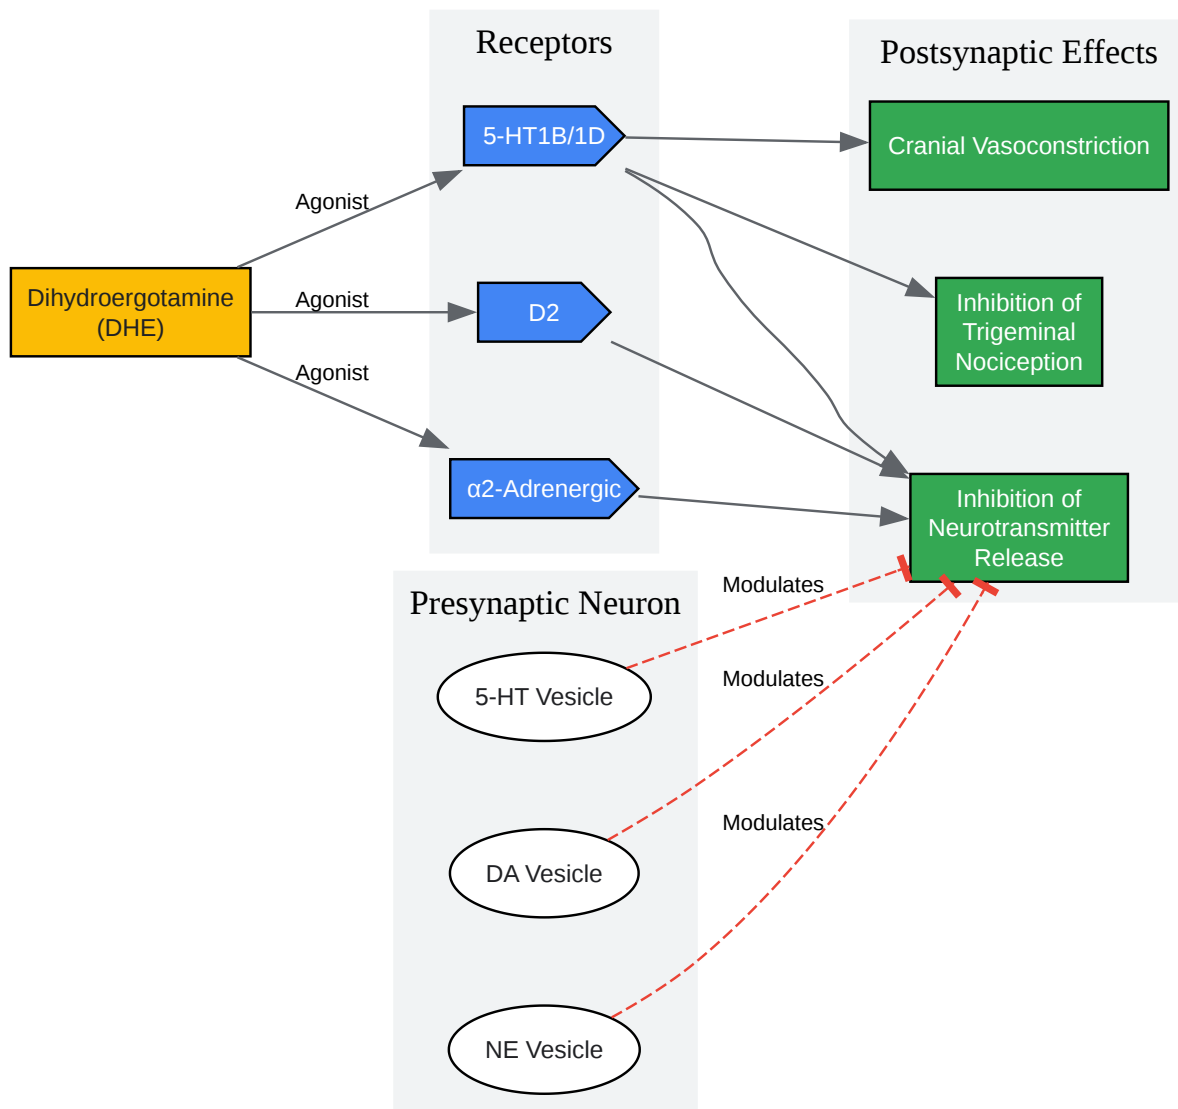 Receptors
Postsynaptic Effects
5-HT1B/1D
Cranial Vasoconstriction
Agonist
Dihydroergotamine
(DHE)
Agonist
D2
Inhibition of
Trigeminal
Nociception
Agonist
α2-Adrenergic
Inhibition of
Neurotransmitter
Release
Presynaptic Neuron
Modulates
5-HT Vesicle
Modulates
DA Vesicle
Modulates
NE Vesicle